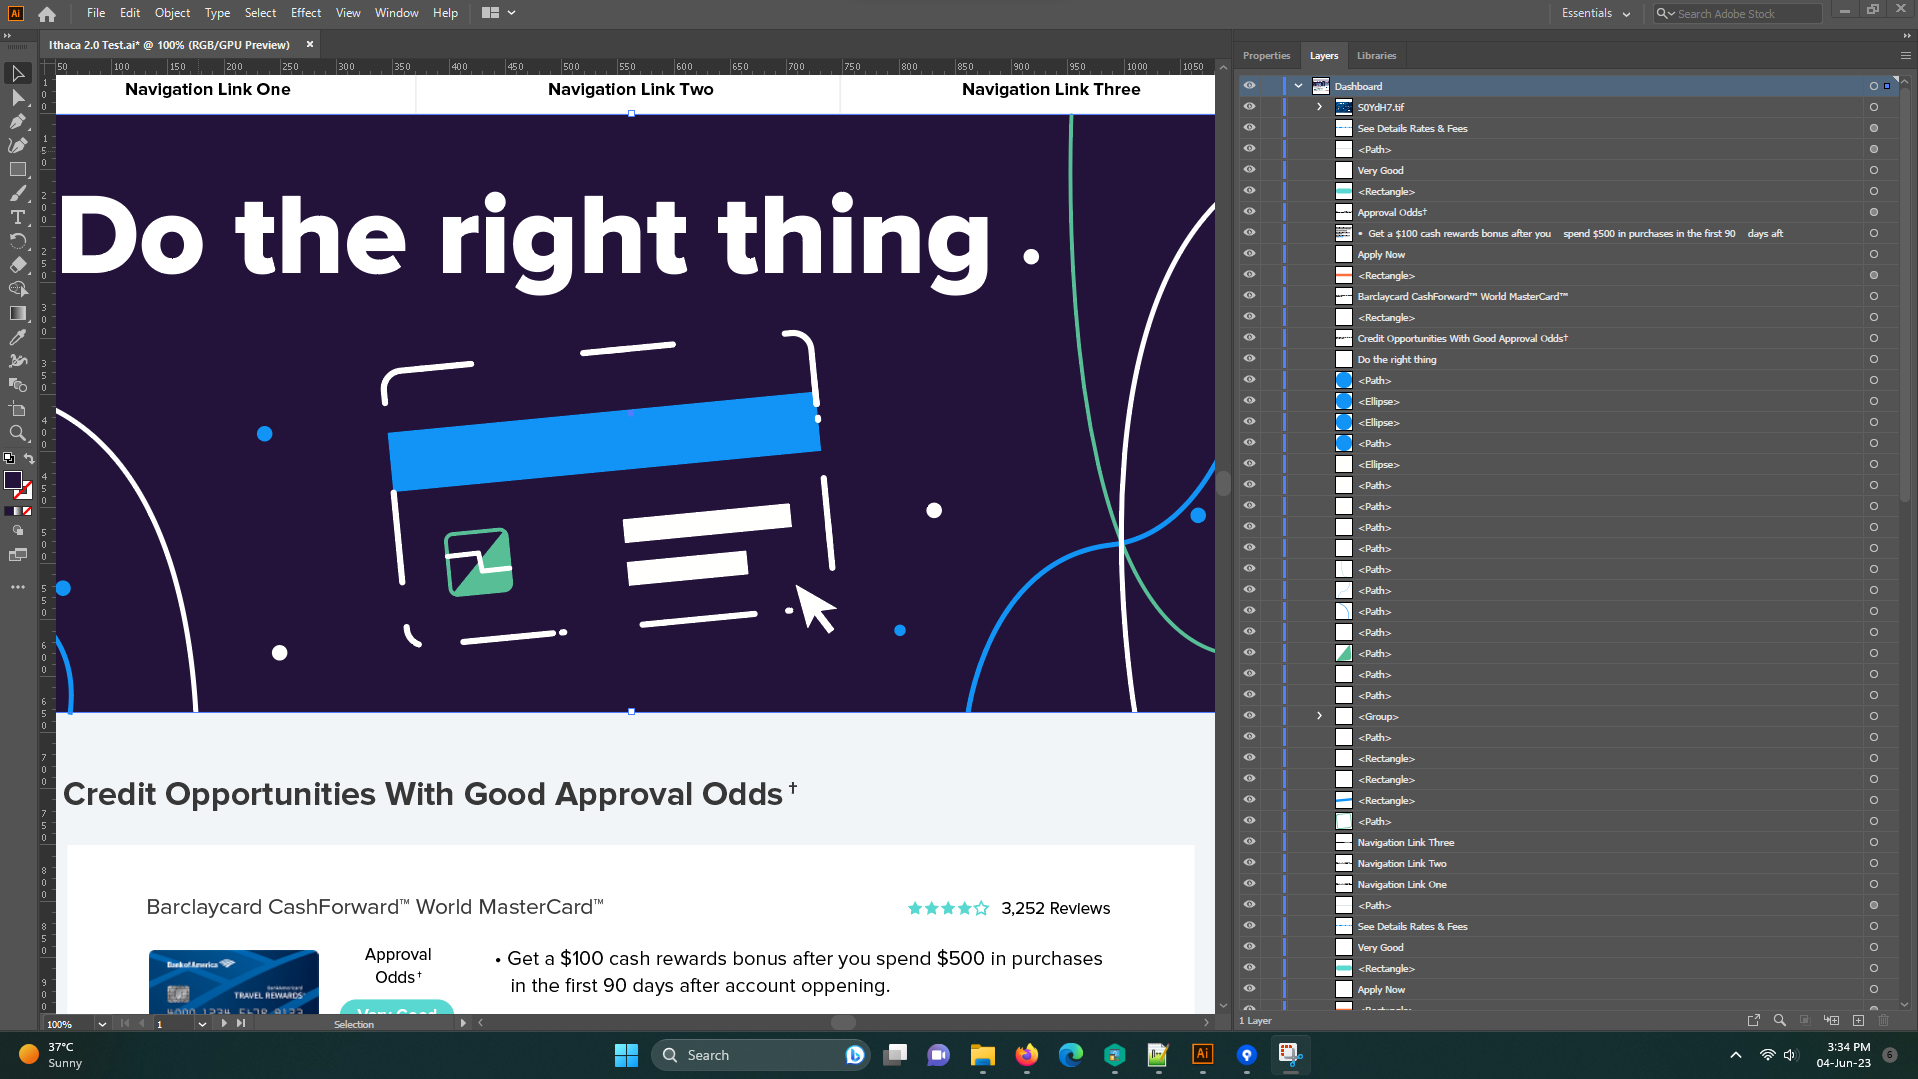 Ai File Edit Object Type Select Effect View Window Help Essentials Search Adobe Stock
Ithaca 2.0 Test.ai* @ 100% (RGB/GPU Preview) ×
Properties Layers Libraries
50 100 150 200 250 300 350 400 450 500 550 600 650 700 750 800 850 900 950 1000 1050
Navigation Link One Navigation Link Two Navigation Link Three
Do the right thing
Credit Opportunities With Good Approval Odds†
Barclaycard CashForward™ World MasterCard™ 3,252 Reviews
BankofAmerica
BankAmericard
TRAVEL REWARDS
4000 1234 5678 9123
Approval
Odds†
Very Good
• Get a $100 cash rewards bonus after you spend $500 in purchases
in the first 90 days after account oppening.
Dashboard
S0YdH7.tif
See Details Rates & Fees
<Path>
Very Good
<Rectangle>
Approval Odds†
• Get a $100 cash rewards bonus after you spend $500 in purchases in the first 90 days aft
Apply Now
<Rectangle>
Barclaycard CashForward™ World MasterCard™
<Rectangle>
Credit Opportunities With Good Approval Odds†
Do the right thing
<Path>
<Ellipse>
<Ellipse>
<Path>
<Ellipse>
<Path>
<Path>
<Path>
<Path>
<Path>
<Path>
<Path>
<Path>
<Path>
<Path>
<Path>
<Group>
<Path>
<Rectangle>
<Rectangle>
<Rectangle>
<Path>
Navigation Link Three
Navigation Link Two
Navigation Link One
<Path>
See Details Rates & Fees
Very Good
<Rectangle>
Apply Now
<Rectangle>
1 Layer
100% 1 Selection
37°C
Sunny
Search
3:34 PM
04-Jun-23
6